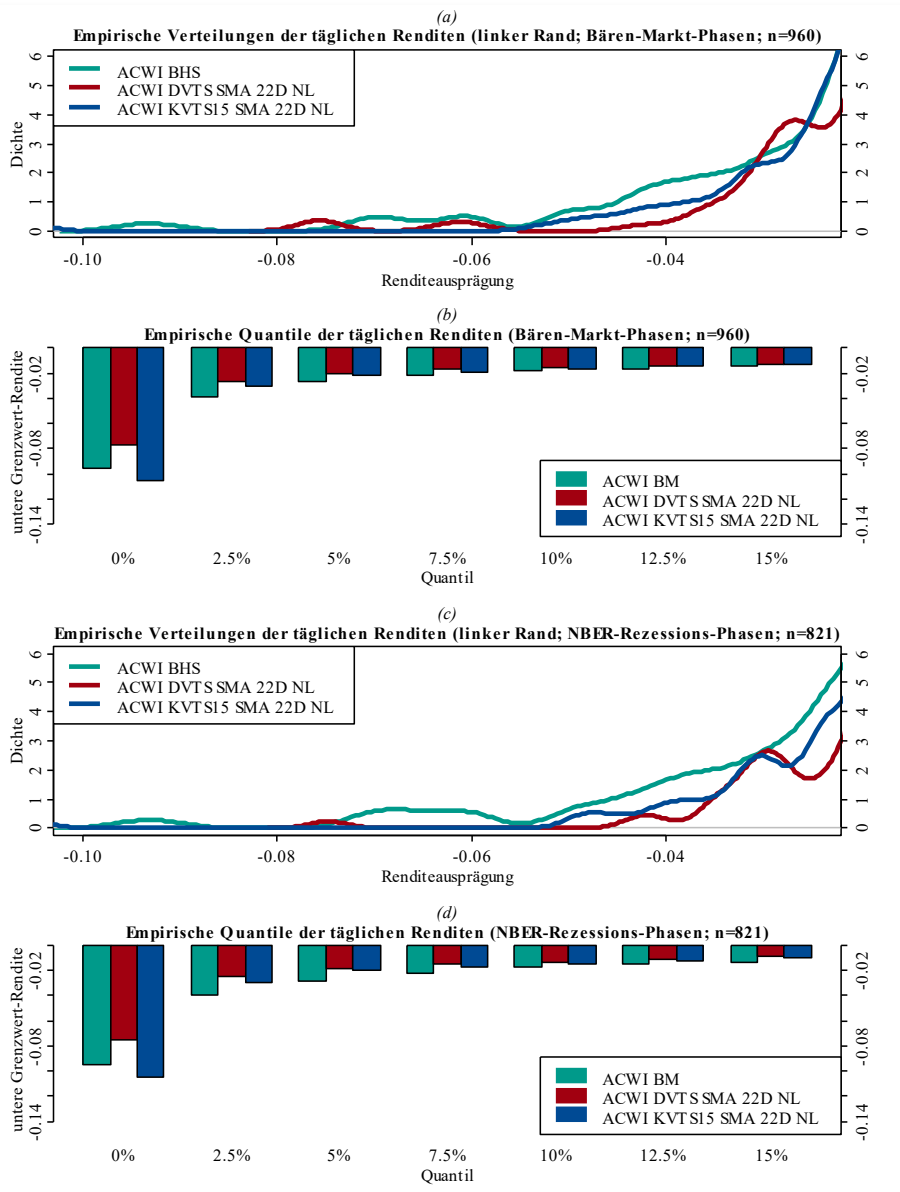 (a)
Empirische Verteilungen der täglichen Renditen (linker Rand; Bären-Markt-Phasen; n=960)
ACWI BHS
ACWI DVTS SMA 22D NL
ACWI KVTS15 SMA 22D NL
Dichte
0 1 2 3 4 5 6
0 1 2 3 4 5 6
-0.10 -0.08 -0.06 -0.04
Renditeausprägung
(b)
Empirische Quantile der täglichen Renditen (Bären-Markt-Phasen; n=960)
untere Grenzwert-Rendite
-0.14 -0.08 -0.02
-0.14 -0.08 -0.02
ACWI BM
ACWI DVTS SMA 22D NL
ACWI KVTS15 SMA 22D NL
0% 2.5% 5% 7.5% 10% 12.5% 15%
Quantil
(c)
Empirische Verteilungen der täglichen Renditen (linker Rand; NBER-Rezessions-Phasen; n=821)
ACWI BHS
ACWI DVTS SMA 22D NL
ACWI KVTS15 SMA 22D NL
Dichte
0 1 2 3 4 5 6
0 1 2 3 4 5 6
-0.10 -0.08 -0.06 -0.04
Renditeausprägung
(d)
Empirische Quantile der täglichen Renditen (NBER-Rezessions-Phasen; n=821)
untere Grenzwert-Rendite
-0.14 -0.08 -0.02
-0.14 -0.08 -0.02
ACWI BM
ACWI DVTS SMA 22D NL
ACWI KVTS15 SMA 22D NL
0% 2.5% 5% 7.5% 10% 12.5% 15%
Quantil